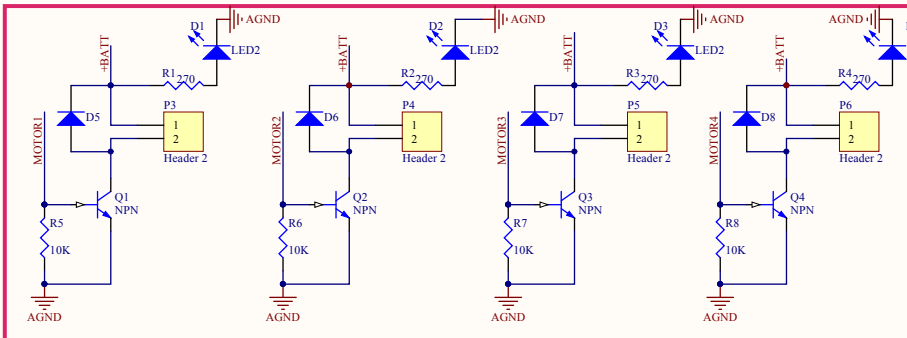 D1
AGND
LED2
+BATT
R1 270
P3
1
2
Header 2
D5
MOTOR1
Q1
NPN
R5
10K
AGND
D2
AGND
LED2
+BATT
R2 270
P4
1
2
Header 2
D6
MOTOR2
Q2
NPN
R6
10K
AGND
D3
AGND
LED2
+BATT
R3 270
P5
1
2
Header 2
D7
MOTOR3
Q3
NPN
R7
10K
AGND
AGND
+BATT
R4 270
P6
1
2
Header 2
D8
MOTOR4
Q4
NPN
R8
10K
AGND